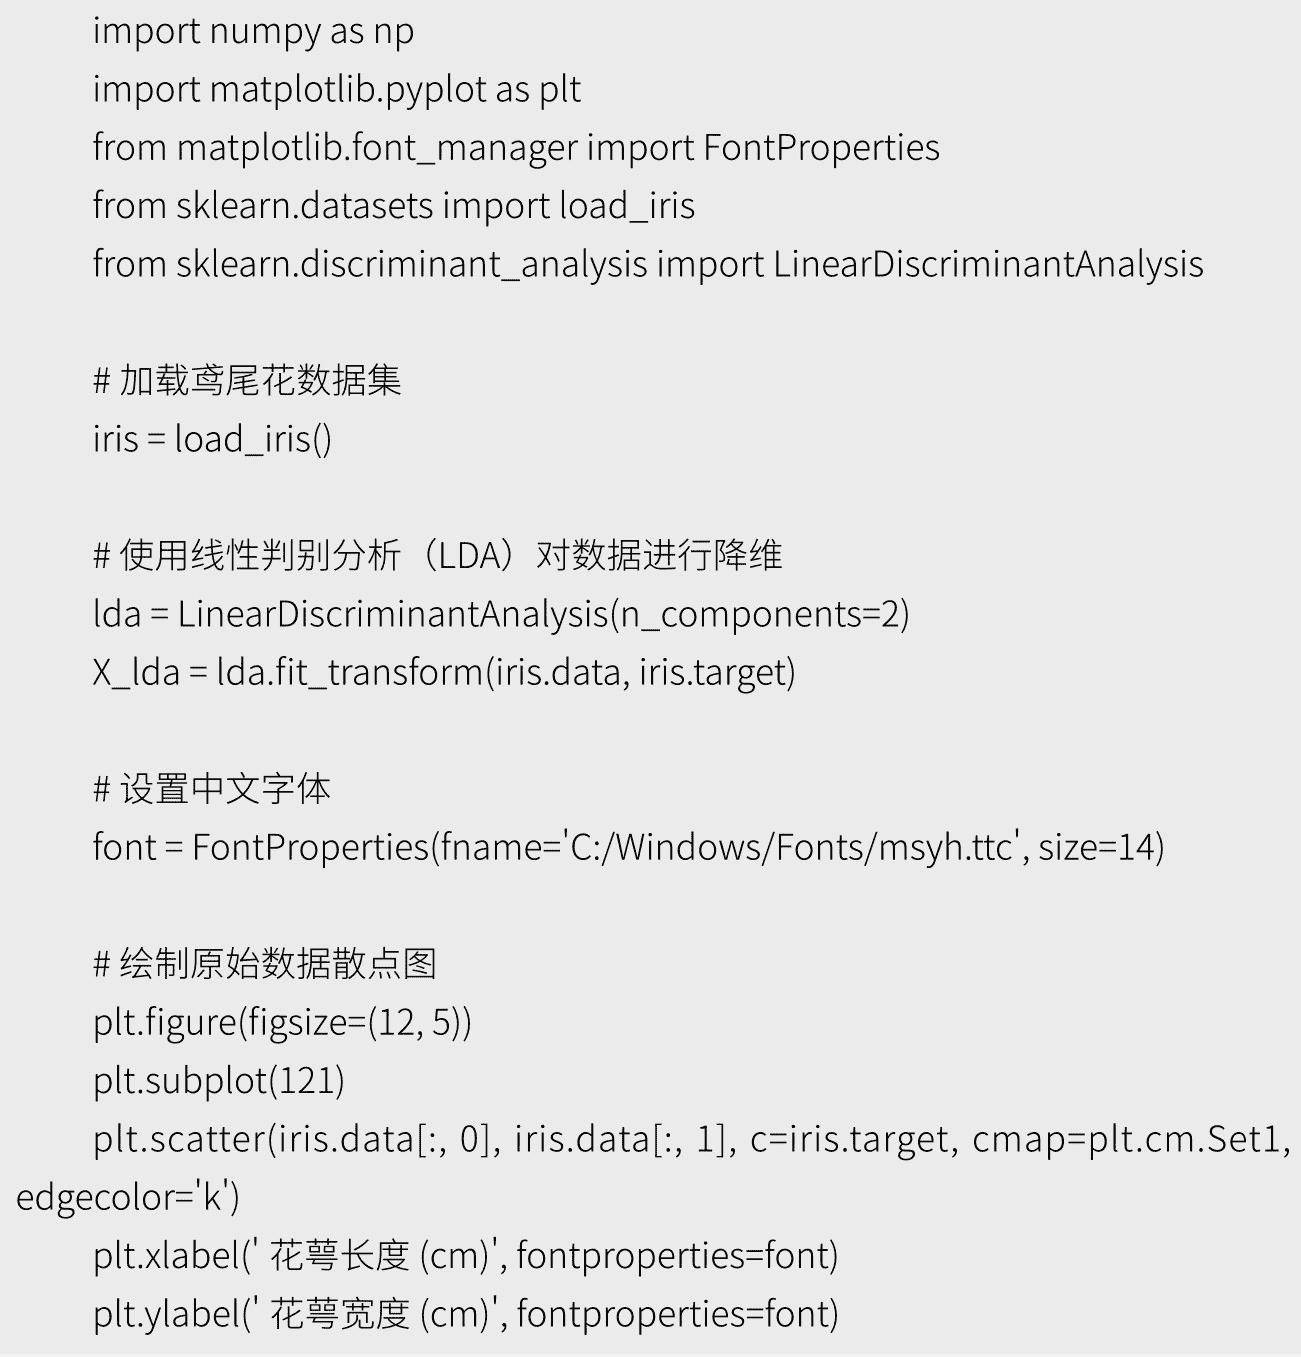 import numpy as np
import matplotlib.pyplot as plt
from matplotlib.font_manager import FontProperties
from sklearn.datasets import load_iris
from sklearn.discriminant_analysis import LinearDiscriminantAnalysis
# 加载鸢尾花数据集
iris = load_iris()
# 使用线性判别分析（LDA）对数据进行降维
lda = LinearDiscriminantAnalysis(n_components=2)
X_lda = lda.fit_transform(iris.data, iris.target)
# 设置中文字体
font = FontProperties(fname='C:/Windows/Fonts/msyh.ttc', size=14)
# 绘制原始数据散点图
plt.figure(figsize=(12, 5))
plt.subplot(121)
plt.scatter(iris.data[:, 0], iris.data[:, 1], c=iris.target, cmap=plt.cm.Set1,
edgecolor='k')
plt.xlabel(' 花萼长度 (cm)', fontproperties=font)
plt.ylabel(' 花萼宽度 (cm)', fontproperties=font)